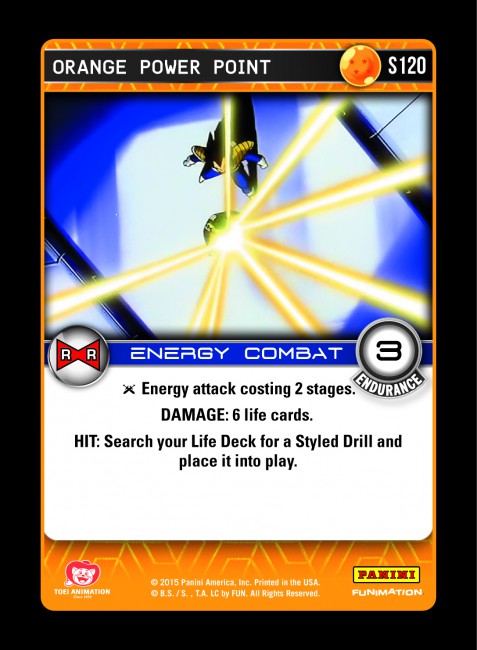 ORANGE POWER POINT
S120
R R
ENERGY COMBAT
3
ENDURANCE
Energy attack costing 2 stages.
DAMAGE: 6 life cards.
HIT: Search your Life Deck for a Styled Drill and
place it into play.
TOEI ANIMATION
© 2015 Panini America, Inc. Printed in the USA.
© B.S. / S. , T.A. LC by FUN. All Rights Reserved.
PANINI
FUNIMATION